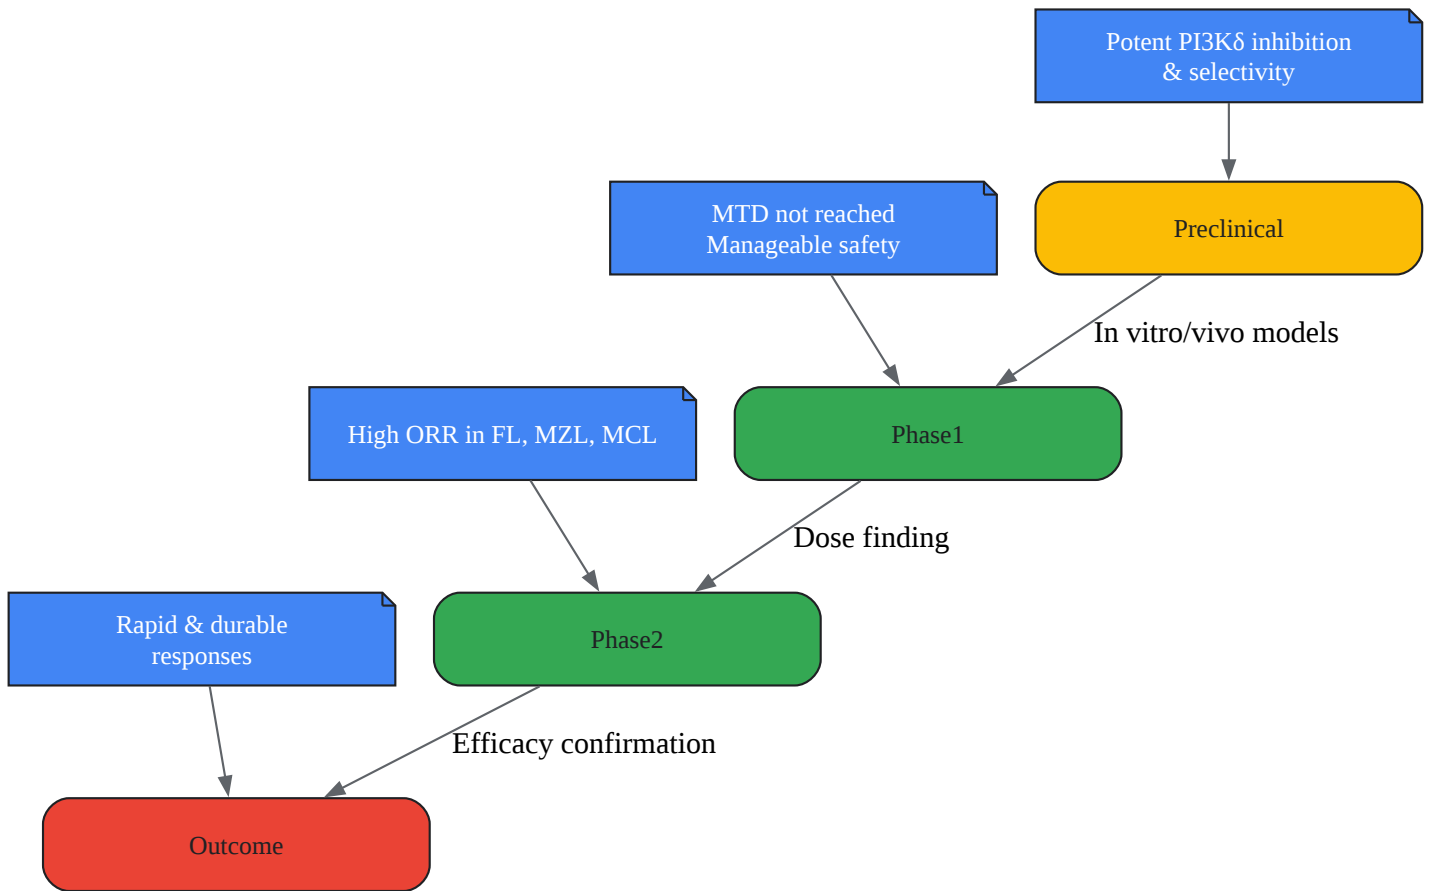 Potent PI3Kδ inhibition
& selectivity
MTD not reached
Manageable safety
Preclinical
In vitro/vivo models
High ORR in FL, MZL, MCL
Phase1
Dose finding
Rapid & durable
responses
Phase2
Efficacy confirmation
Outcome